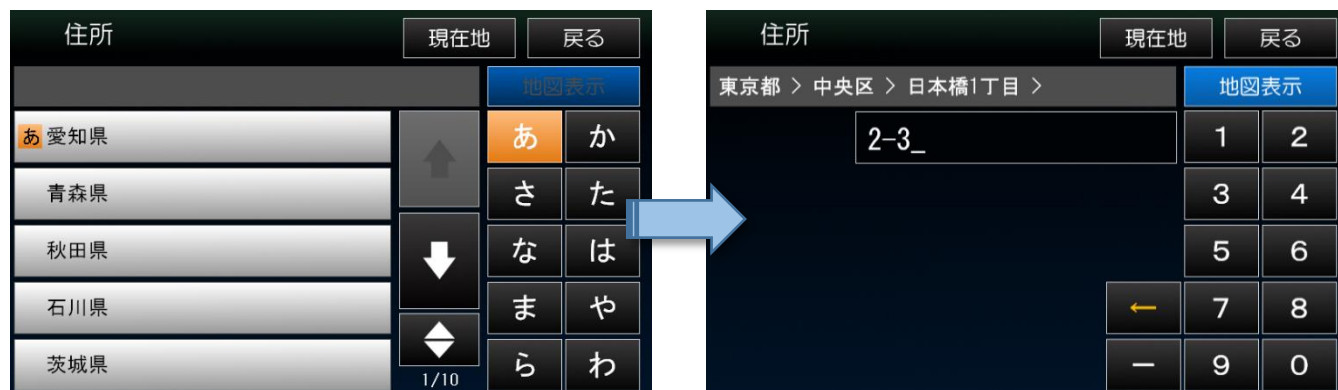 住所 現在地 戻る
地図表示
あ 愛知県 あ か
青森県 さ た
秋田県 な は
石川県 ま や
茨城県 1/10 ら わ
住所 現在地 戻る
東京都 > 中央区 > 日本橋1丁目 > 地図表示
2-3_ 1 2
3 4
5 6
← 7 8
- 9 0